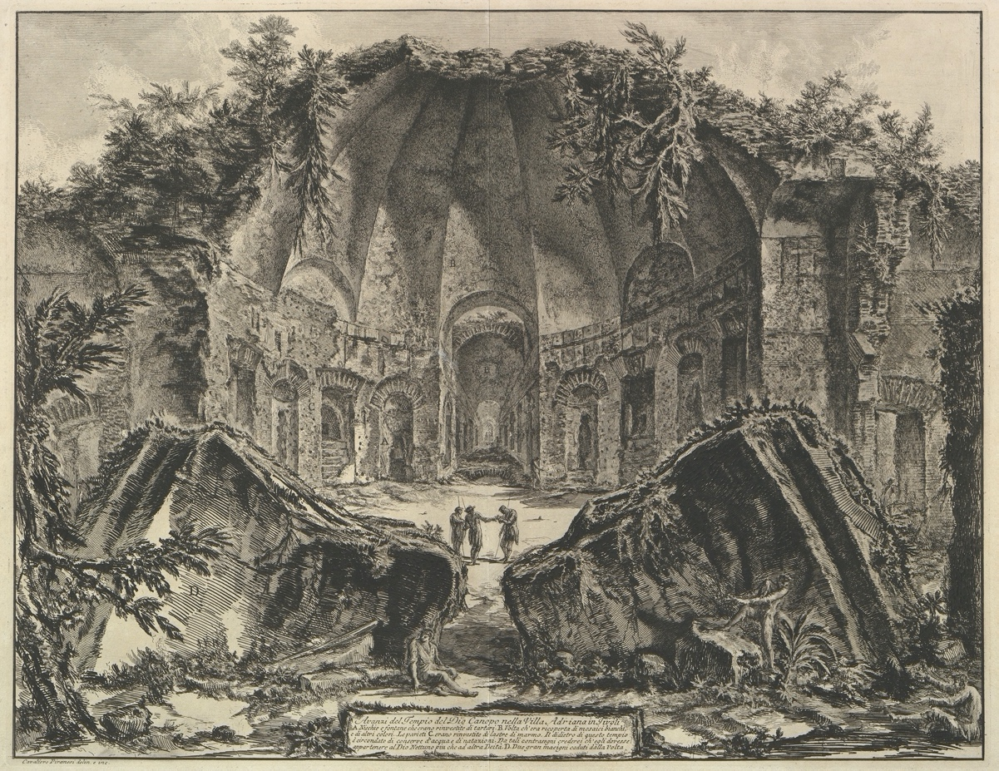 B
B
C
C
D
Avanzi del Tempio del Dio Canopo nella Villa Adriana in Tivoli
A. Nicchie e fontane che erano rinvestite di tartari. B. Volta ch'era ricoperta di mosaici bianchi,
e di altri colori. Le pareti C. erano rinvestite di lastre di marmo. Il di dietro di questo tempio
è circondato di conserve d'acqua e di natazioni. Da tali contrasegni credersi ch'egli dovesse
appartenere al Dio Nettuno più che ad altra Deità. D. Due gran macigni caduti dalla Volta.
Cavaliere Piranesi delin. e inc.